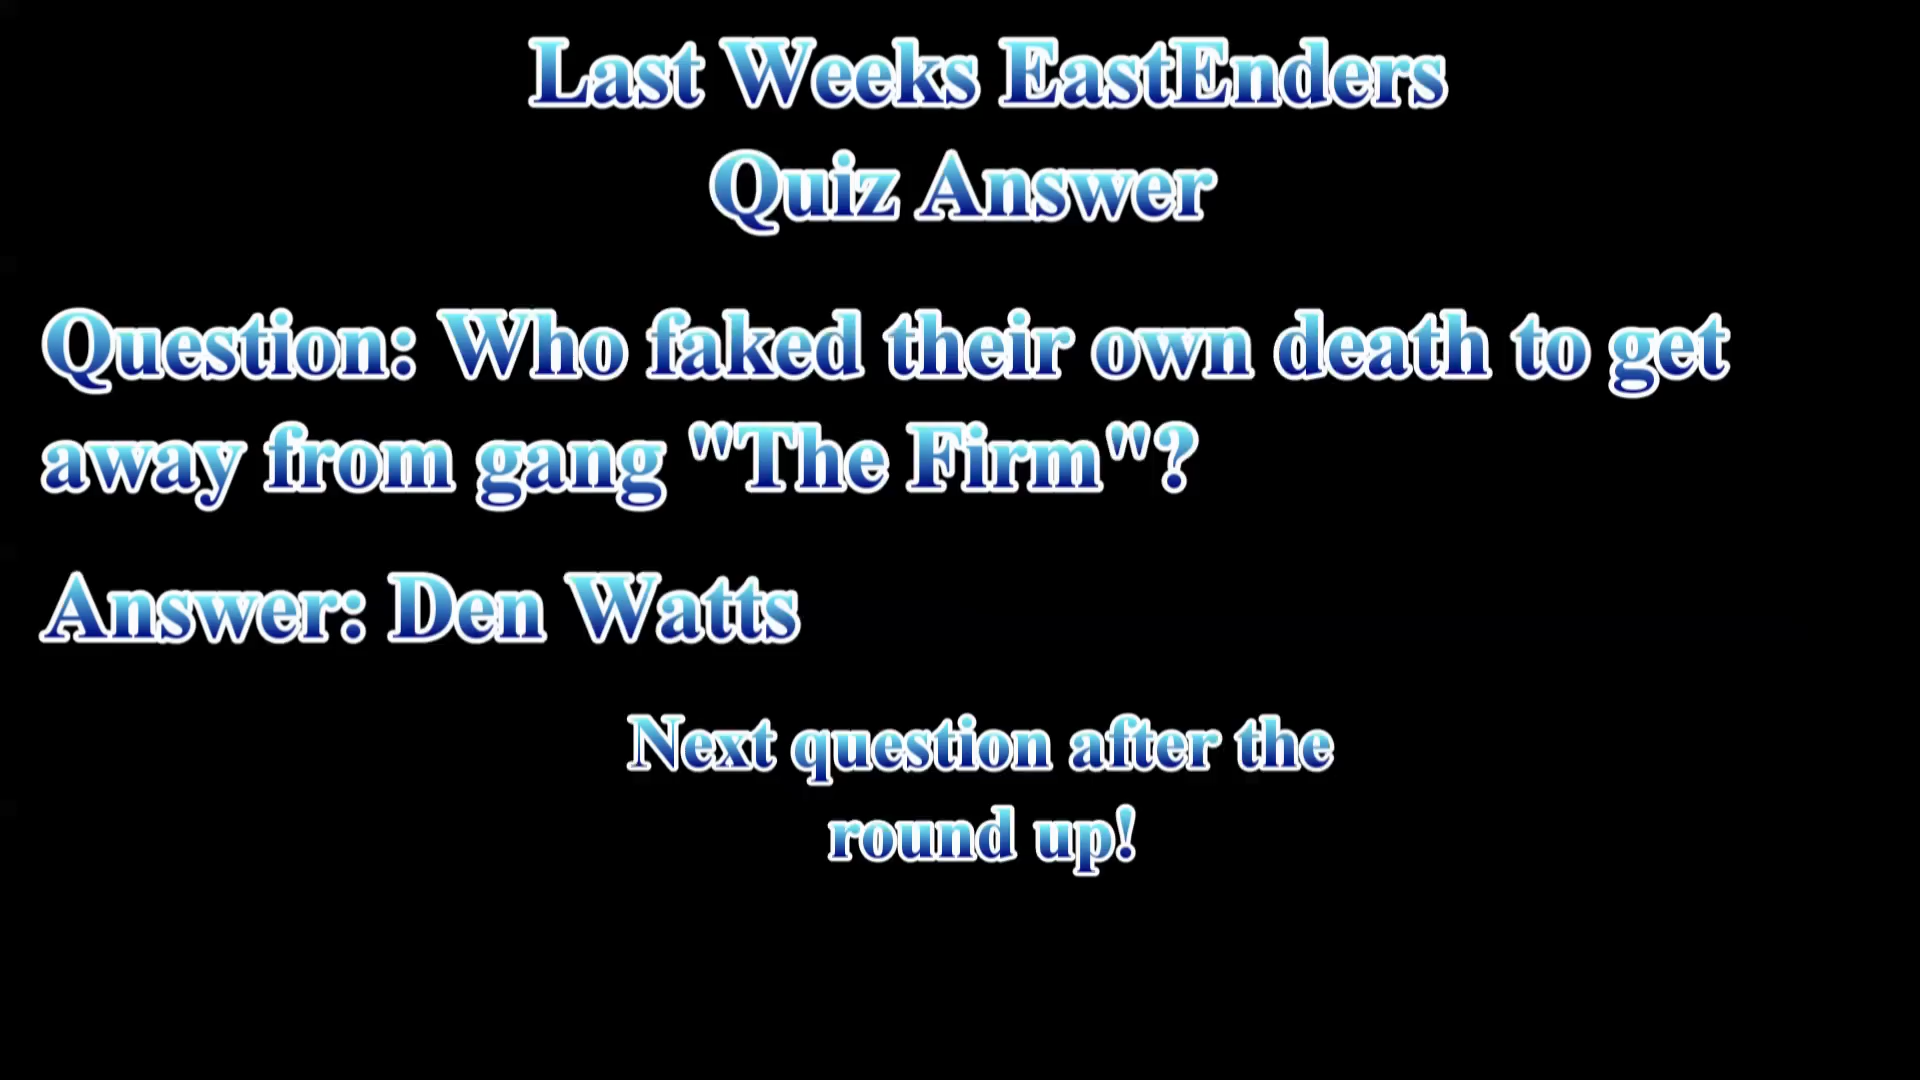 Last Weeks EastEnders
Quiz Answer
Question: Who faked their own death to get
away from gang "The Firm"?
Answer: Den Watts
Next question after the
round up!